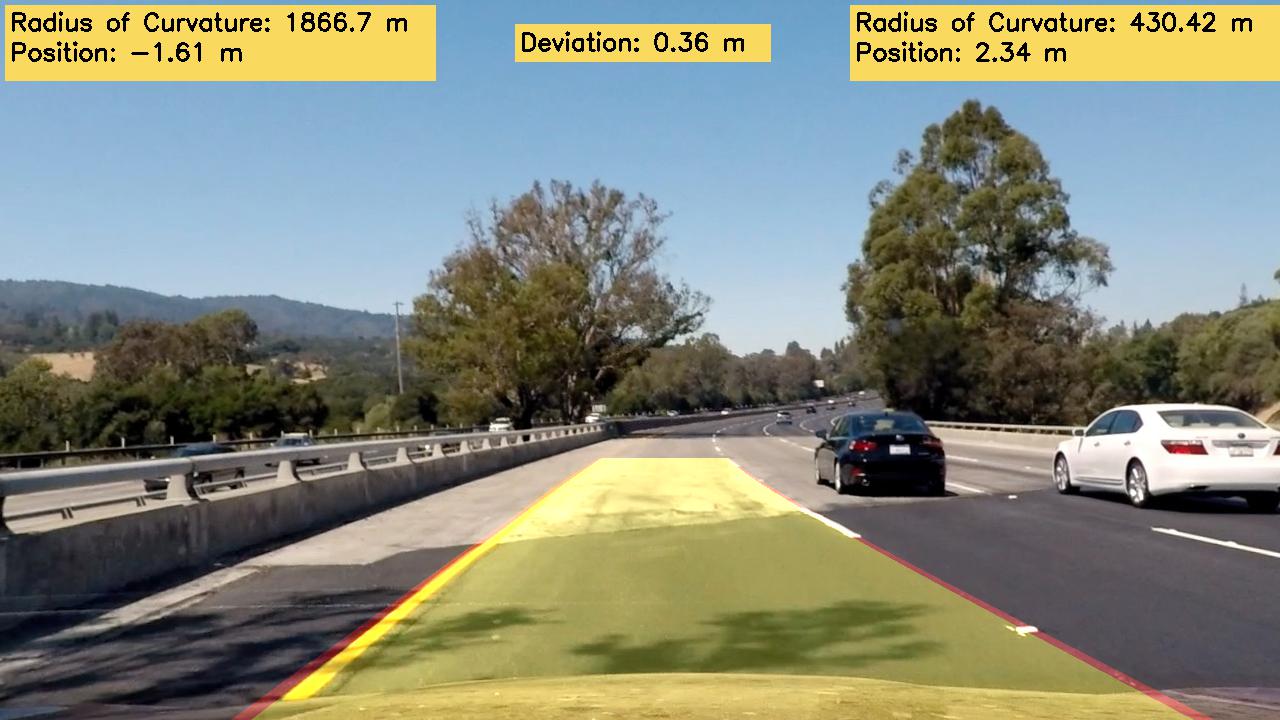 Radius of Curvature: 1866.7 m
Position: −1.61 m
Deviation: 0.36 m
Radius of Curvature: 430.42 m
Position: 2.34 m